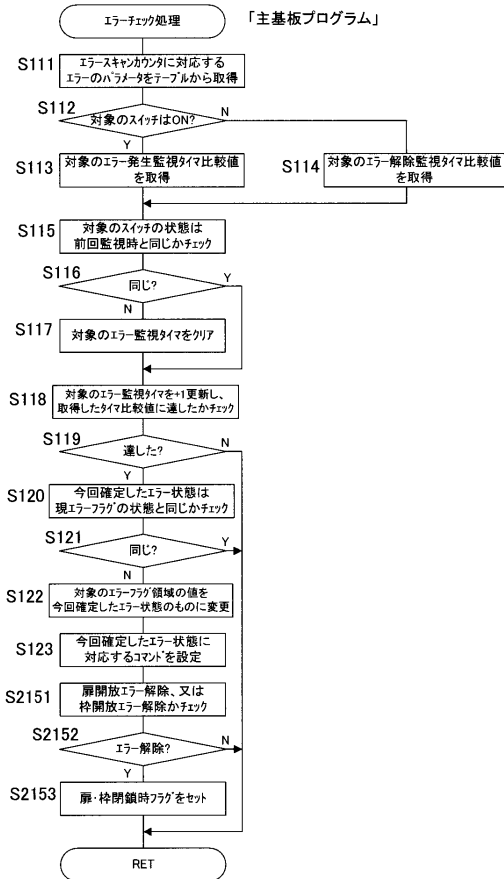 エラーチェック処理
「主基板プログラム」
S111
エラースキャンカウンタに対応する
エラーのパラメータをテーブルから取得
S112
対象のスイッチはON?
N
Y
S113
対象のエラー発生監視タイマ比較値
を取得
S114
対象のエラー解除監視タイマ比較値
を取得
S115
対象のスイッチの状態は
前回監視時と同じかチェック
S116
同じ?
Y
N
S117
対象のエラー監視タイマをクリア
S118
対象のエラー監視タイマを+1更新し、
取得したタイマ比較値に達したかチェック
S119
達した?
N
Y
S120
今回確定したエラー状態は
現エラーフラグの状態と同じかチェック
S121
同じ?
Y
N
S122
対象のエラーフラグ領域の値を
今回確定したエラー状態のものに変更
S123
今回確定したエラー状態に
対応するコマンドを設定
S2151
扉開放エラー解除、又は
枠開放エラー解除かチェック
S2152
エラー解除?
N
Y
S2153
扉・枠閉鎖時フラグをセット
RET